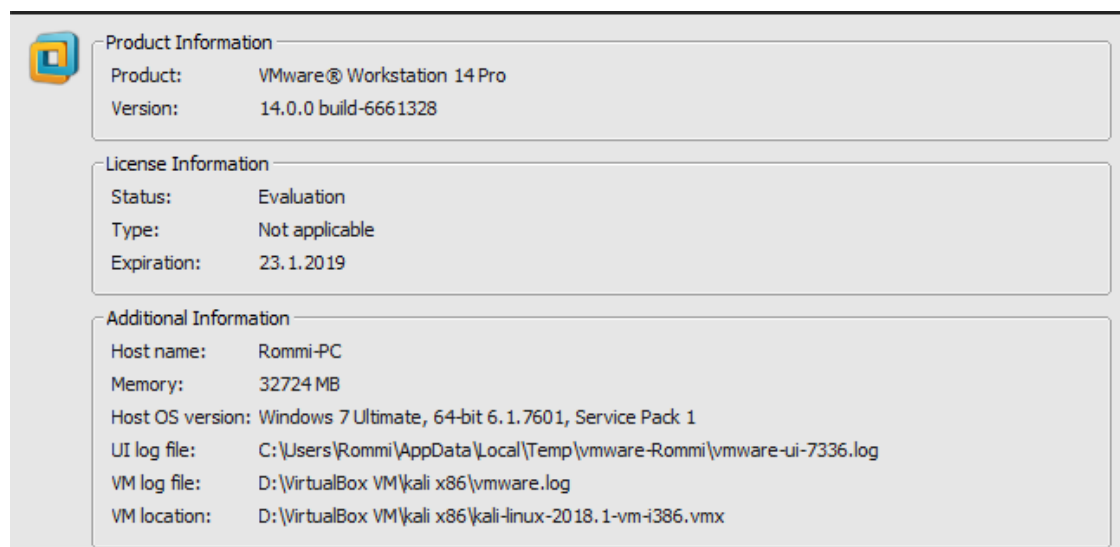 Product Information
Product: VMware® Workstation 14 Pro
Version: 14.0.0 build-6661328
License Information
Status: Evaluation
Type: Not applicable
Expiration: 23.1.2019
Additional Information
Host name: Rommi-PC
Memory: 32724 MB
Host OS version: Windows 7 Ultimate, 64-bit 6.1.7601, Service Pack 1
UI log file: C:\Users\Rommi\AppData\Local\Temp\vmware-Rommi\vmware-ui-7336.log
VM log file: D:\VirtualBox VM\kali x86\vmware.log
VM location: D:\VirtualBox VM\kali x86\kali-linux-2018.1-vm-i386.vmx